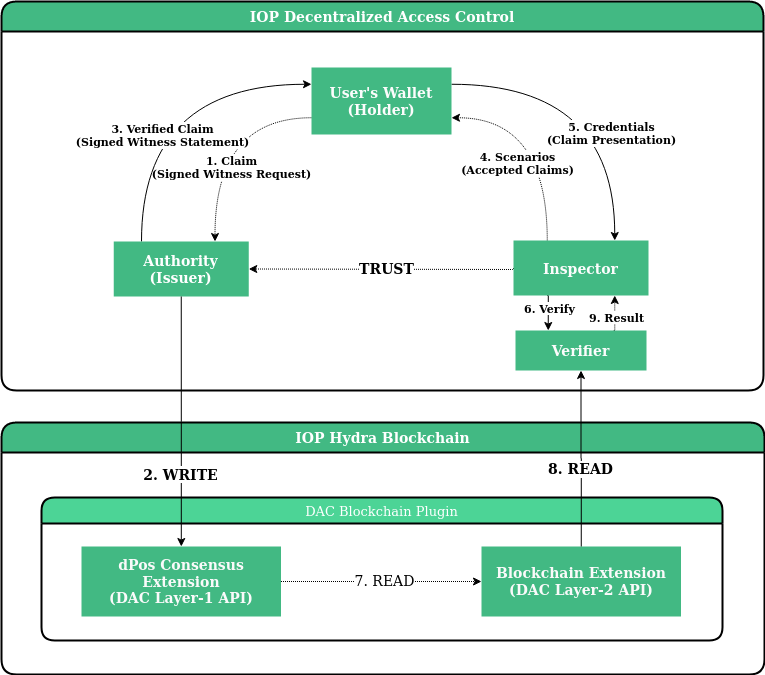 IOP Decentralized Access Control
User's Wallet
(Holder)
3. Verified Claim
(Signed Witness Statement)
1. Claim
(Signed Witness Request)
5. Credentials
(Claim Presentation)
4. Scenarios
(Accepted Claims)
Authority
(Issuer)
TRUST
Inspector
6. Verify
9. Result
Verifier
IOP Hydra Blockchain
2. WRITE
8. READ
DAC Blockchain Plugin
dPos Consensus
Extension
(DAC Layer-1 API)
7. READ
Blockchain Extension
(DAC Layer-2 API)